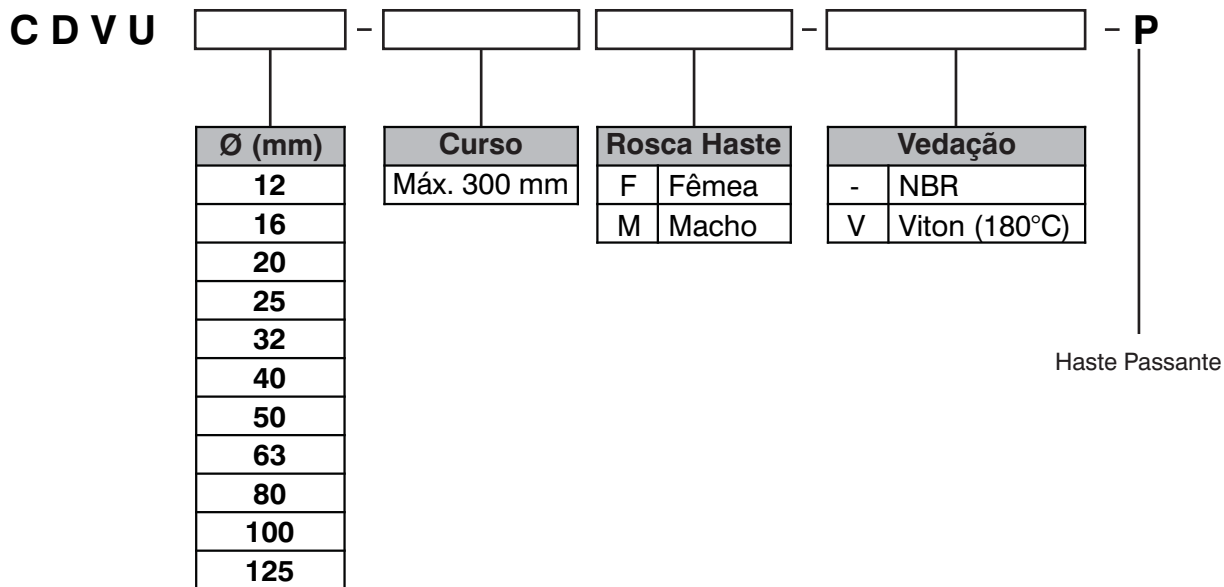 C D V U - - - P
Ø (mm) Curso Rosca Haste Vedação
12 Máx. 300 mm F Fêmea - NBR
16 M Macho V Viton (180°C)
20
25
32
Haste Passante
40
50
63
80
100
125